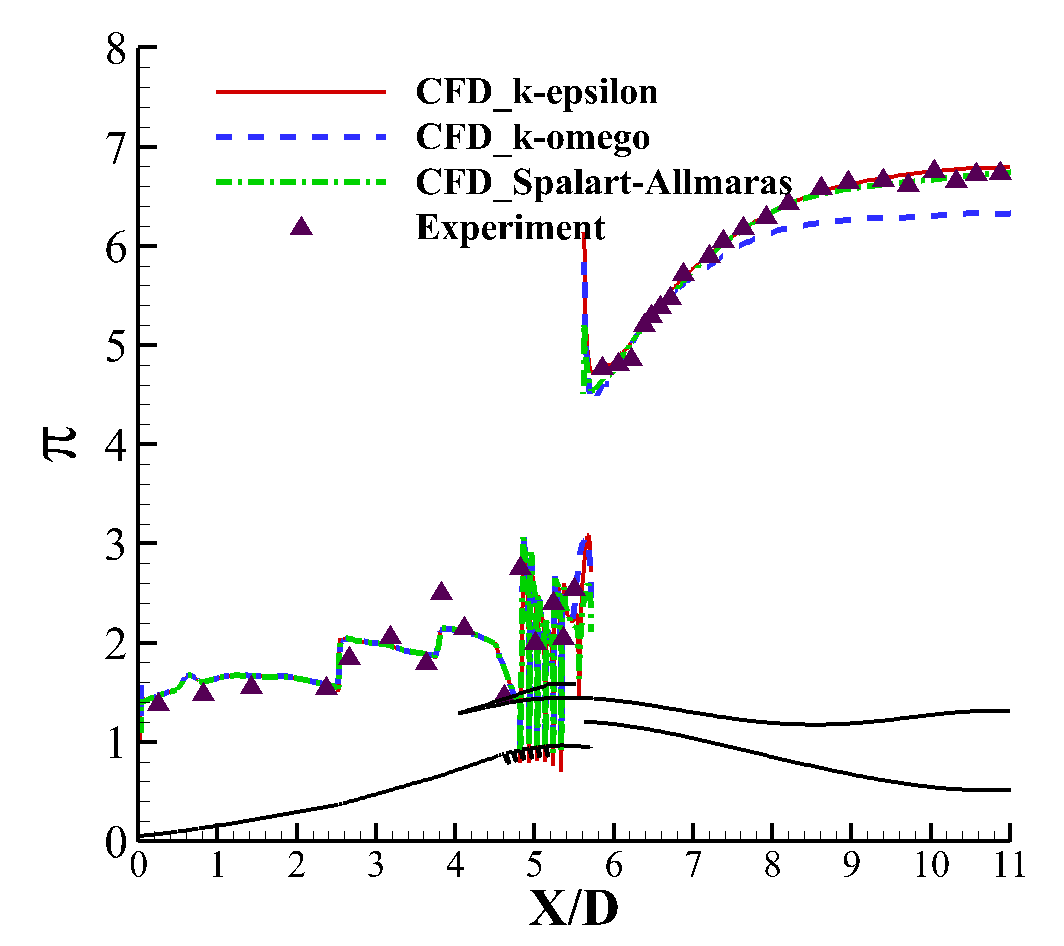 8
CFD_k-epsilon
7
CFD_k-omego
CFD_Spalart-Allmaras
Experiment
6
5
π
4
3
2
1
0
0 1 2 3 4 5 6 7 8 9 10 11
X/D